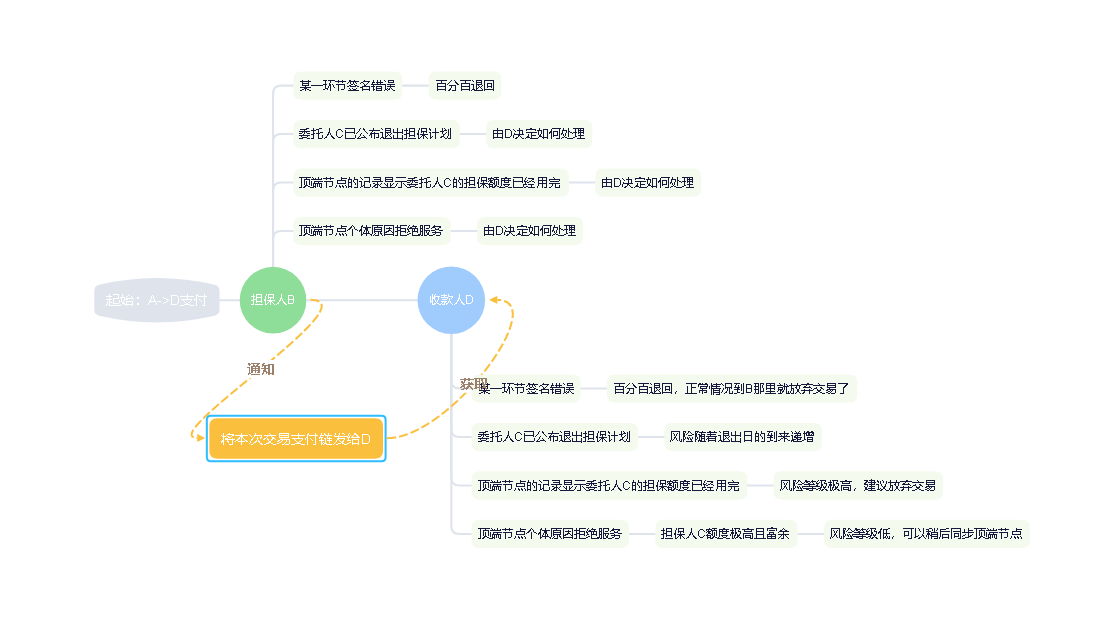 某一环节签名错误
百分百退回
委托人C已公布退出担保计划
由D决定如何处理
顶端节点的记录显示委托人C的担保额度已经用完
由D决定如何处理
顶端节点个体原因拒绝服务
由D决定如何处理
起始：A->D支付
担保人B
收款人D
通知
获取
将本次交易支付链发给D
某一环节签名错误
百分百退回，正常情况到B那里就放弃交易了
委托人C已公布退出担保计划
风险随着退出日的到来递增
顶端节点的记录显示委托人C的担保额度已经用完
风险等级极高，建议放弃交易
顶端节点个体原因拒绝服务
担保人C额度极高且富余
风险等级低，可以稍后同步顶端节点